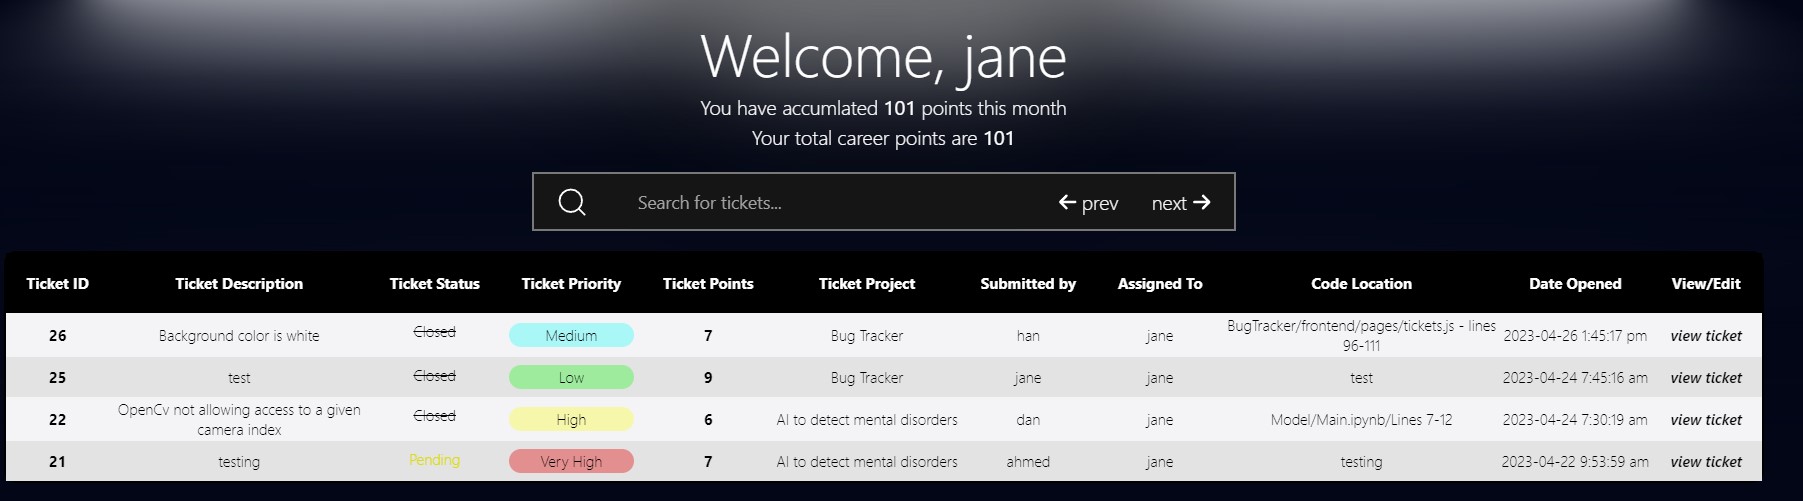 Welcome, jane
You have accumlated 101 points this month
Your total career points are 101
Search for tickets... prev next
Ticket ID Ticket Description Ticket Status Ticket Priority Ticket Points Ticket Project Submitted by Assigned To Code Location Date Opened View/Edit
26 Background color is white Closed Medium 7 Bug Tracker han jane BugTracker/frontend/pages/tickets.js - lines 96-111 2023-04-26 1:45:17 pm view ticket
25 test Closed Low 9 Bug Tracker jane jane test 2023-04-24 7:45:16 am view ticket
22 OpenCv not allowing access to a given camera index Closed High 6 AI to detect mental disorders dan jane Model/Main.ipynb/Lines 7-12 2023-04-24 7:30:19 am view ticket
21 testing Pending Very High 7 AI to detect mental disorders ahmed jane testing 2023-04-22 9:53:59 am view ticket